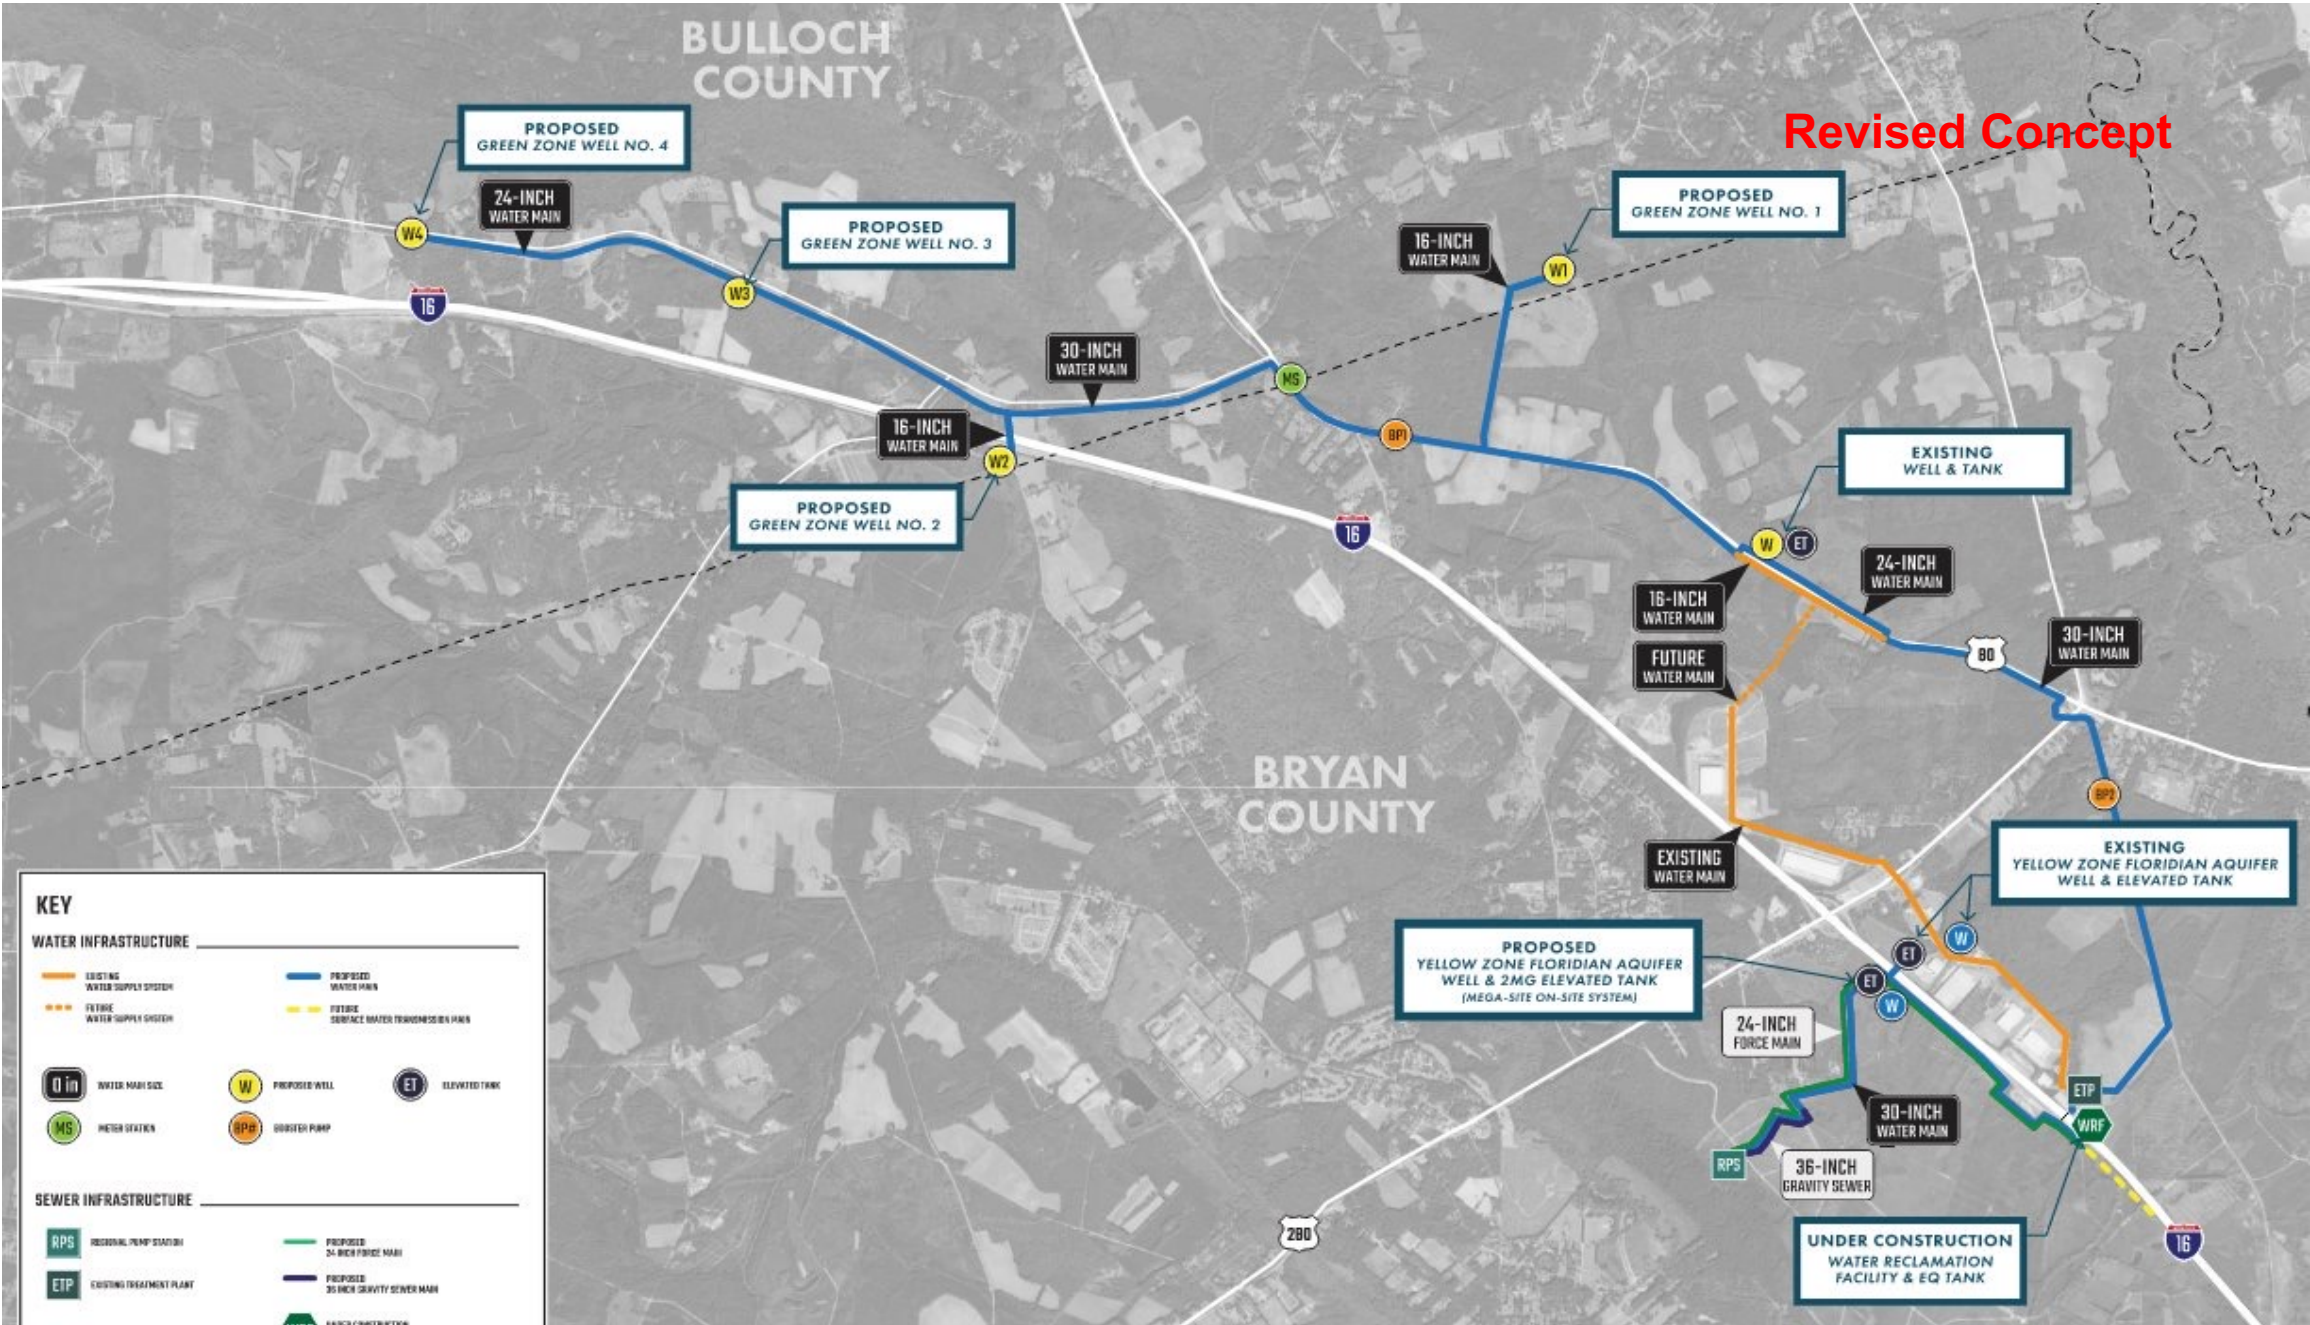 BULLOCH
COUNTY
Revised Concept
PROPOSED
GREEN ZONE WELL NO. 4
24-INCH
WATER MAIN
PROPOSED
GREEN ZONE WELL NO. 3
PROPOSED
GREEN ZONE WELL NO. 1
16-INCH
WATER MAIN
W4
W3
W1
16
30-INCH
WATER MAIN
MS
16-INCH
WATER MAIN
W2
BP1
PROPOSED
GREEN ZONE WELL NO. 2
16
EXISTING
WELL & TANK
W
ET
24-INCH
WATER MAIN
16-INCH
WATER MAIN
FUTURE
WATER MAIN
80
30-INCH
WATER MAIN
BRYAN
COUNTY
BP2
EXISTING
WATER MAIN
EXISTING
YELLOW ZONE FLORIDIAN AQUIFER
WELL & ELEVATED TANK
PROPOSED
YELLOW ZONE FLORIDIAN AQUIFER
WELL & 2MG ELEVATED TANK
(MEGA-SITE ON-SITE SYSTEM)
W
ET
ET
W
24-INCH
FORCE MAIN
30-INCH
WATER MAIN
ETP
WRF
RPS
36-INCH
GRAVITY SEWER
280
UNDER CONSTRUCTION
WATER RECLAMATION
FACILITY & EQ TANK
16
KEY
WATER INFRASTRUCTURE
EXISTING
WATER SUPPLY SYSTEM
PROPOSED
WATER MAIN
FUTURE
WATER SUPPLY SYSTEM
FUTURE
SURFACE WATER TRANSMISSION MAIN
0 in
WATER MAIN SIZE
W
PROPOSED WELL
ET
ELEVATED TANK
MS
METER STATION
BP#
BOOSTER PUMP
SEWER INFRASTRUCTURE
RPS
REGIONAL PUMP STATION
PROPOSED
24 INCH FORCE MAIN
ETP
EXISTING TREATMENT PLANT
PROPOSED
36 INCH GRAVITY SEWER MAIN
UNDER CONSTRUCTION